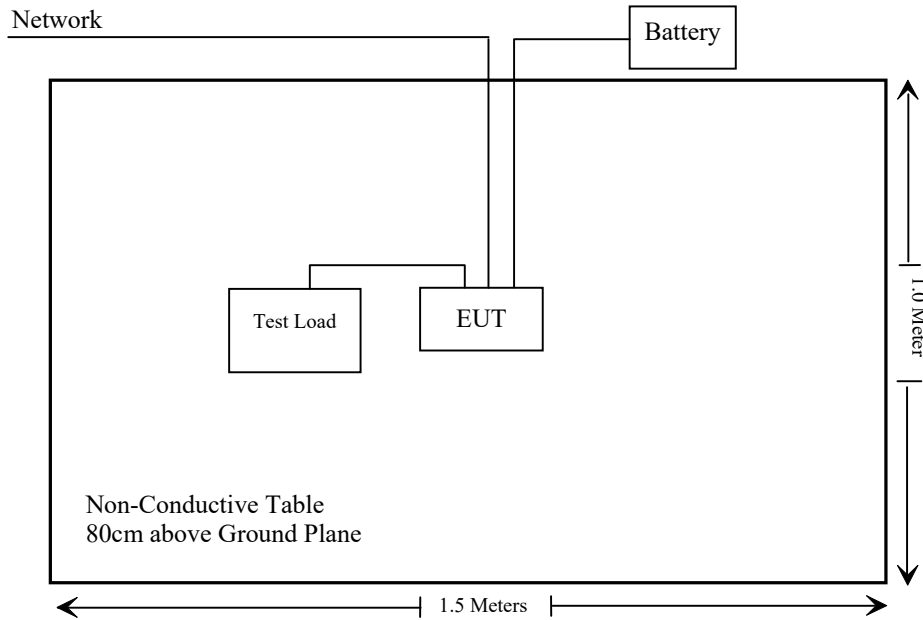 Network
Battery
Test Load
EUT
1.0 Meter
Non-Conductive Table
80cm above Ground Plane
1.5 Meters